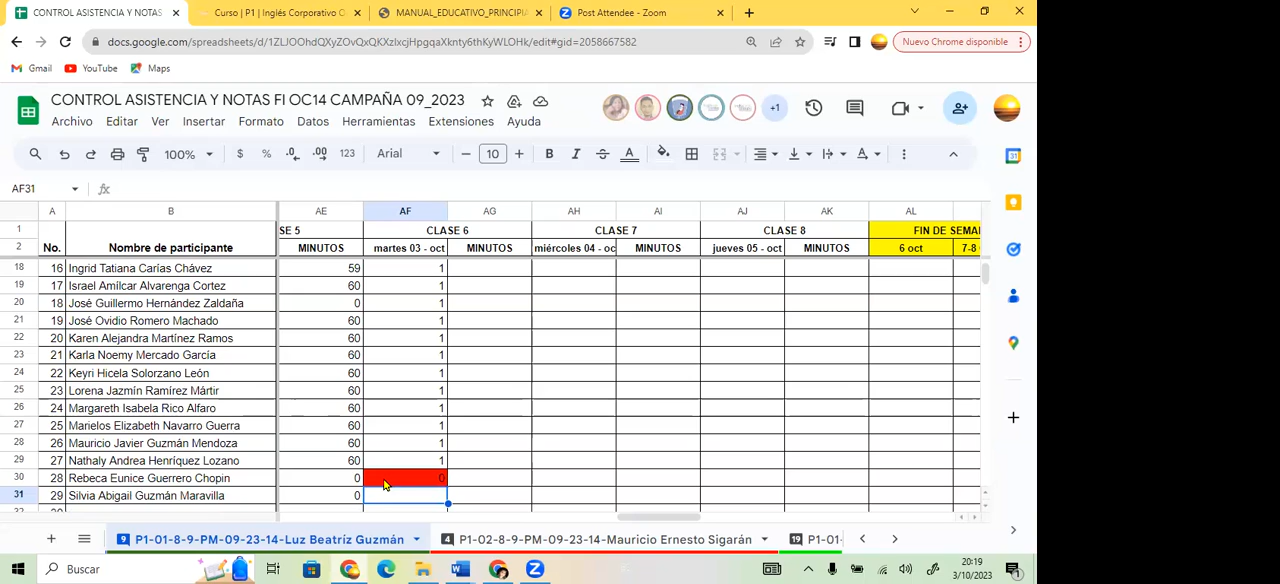 CONTROL ASISTENCIA Y NOTAS
Curso | P1 | Inglés Corporativo C
MANUAL_EDUCATIVO_PRINCIPIA
Post Attendee - Zoom
docs.google.com/spreadsheets/d/1ZLJOOhdQXyZOvQxQKXzIxcjHpgqaXknty6thKyWLOHk/edit#gid=2058667582
Nuevo Chrome disponible
Gmail YouTube Maps
CONTROL ASISTENCIA Y NOTAS FI OC14 CAMPAÑA 09_2023
+1
Archivo Editar Ver Insertar Formato Datos Herramientas Extensiones Ayuda
100% $ % .0 .00 123 Arial 10 B I S A
AF31 fx
A B AE AF AG AH AI AJ AK AL
1 SE 5 CLASE 6 CLASE 7 CLASE 8 FIN DE SEMA
2 No. Nombre de participante MINUTOS martes 03 - oct MINUTOS miércoles 04 - oc MINUTOS jueves 05 - oct MINUTOS 6 oct 7-8
18 16 Ingrid Tatiana Carías Chávez 59 1
19 17 Israel Amílcar Alvarenga Cortez 60 1
20 18 José Guillermo Hernández Zaldaña 0 1
21 19 José Ovidio Romero Machado 60 1
22 20 Karen Alejandra Martínez Ramos 60 1
23 21 Karla Noemy Mercado García 60 1
24 22 Keyri Hicela Solorzano León 60 1
25 23 Lorena Jazmín Ramírez Mártir 60 1
26 24 Margareth Isabela Rico Alfaro 60 1
27 25 Marielos Elizabeth Navarro Guerra 60 1
28 26 Mauricio Javier Guzmán Mendoza 60 1
29 27 Nathaly Andrea Henríquez Lozano 60 1
30 28 Rebeca Eunice Guerrero Chopin 0 0
31 29 Silvia Abigail Guzmán Maravilla 0
9 P1-01-8-9-PM-09-23-14-Luz Beatríz Guzmán 4 P1-02-8-9-PM-09-23-14-Mauricio Ernesto Sigarán 19 P1-01-
Buscar
20:19
3/10/2023